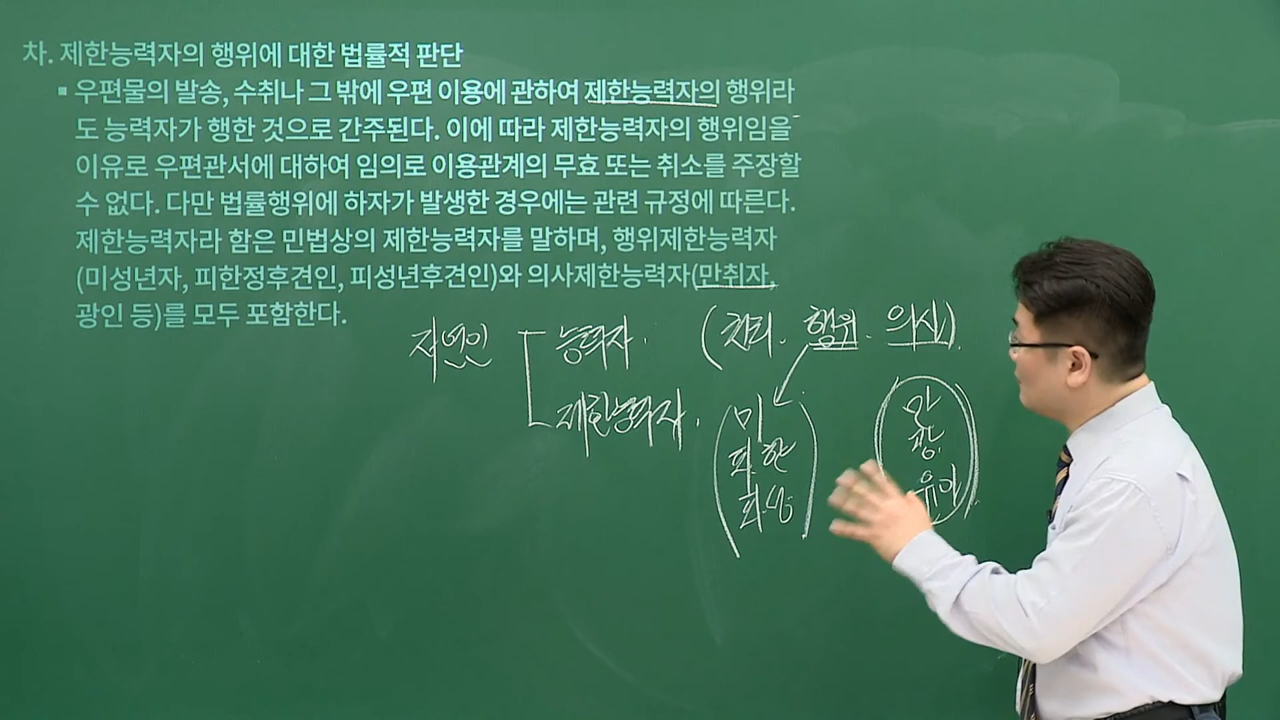 차. 제한능력자의 행위에 대한 법률적 판단
▪ 우편물의 발송, 수취나 그 밖에 우편 이용에 관하여 제한능력자의 행위라
도 능력자가 행한 것으로 간주된다. 이에 따라 제한능력자의 행위임을
이유로 우편관서에 대하여 임의로 이용관계의 무효 또는 취소를 주장할
수 없다. 다만 법률행위에 하자가 발생한 경우에는 관련 규정에 따른다.
제한능력자라 함은 민법상의 제한능력자를 말하며, 행위제한능력자
(미성년자, 피한정후견인, 피성년후견인)와 의사제한능력자(만취자,
광인 등)를 모두 포함한다.
자연인 능력자. (권리. 행위. 의사).
제한능력자.
미
피.한
피.성
만
광.
유아